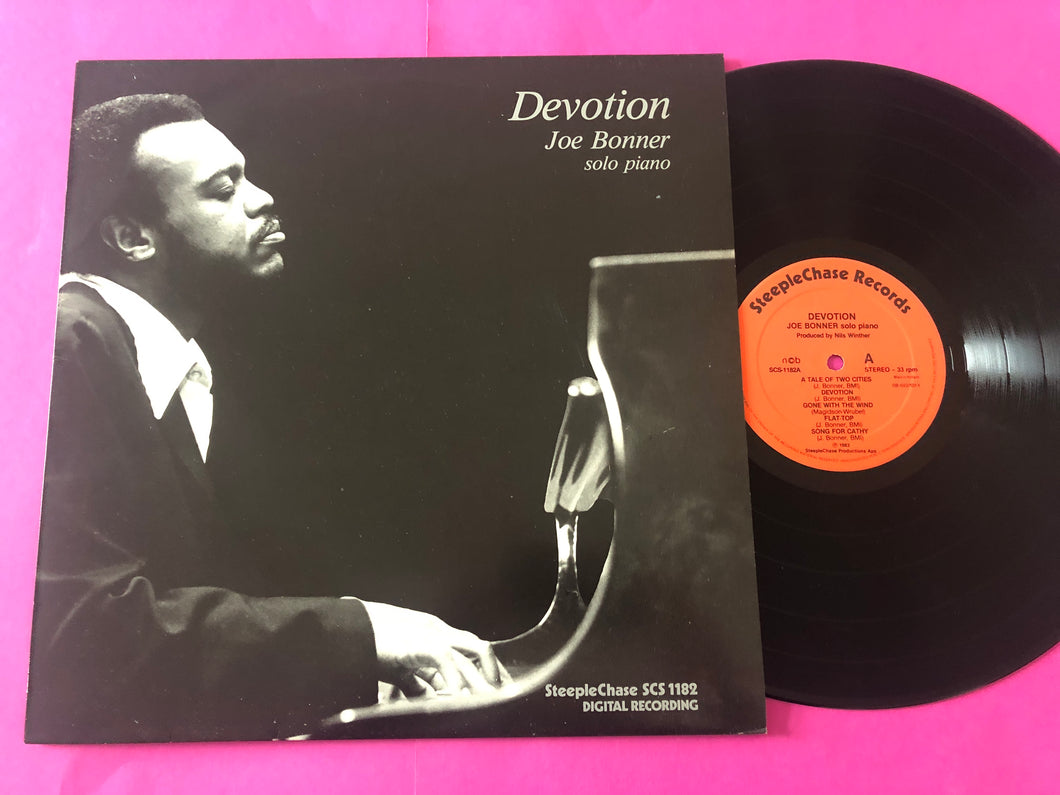 Devotion
Joe Bonner
solo piano
SteepleChase SCS 1182
DIGITAL RECORDING
SteepleChase Records
DEVOTION
JOE BONNER solo piano
Produced by Nils Winther
n©b A
SCS-1182A STEREO - 33 rpm
A TALE OF TWO CITIES
(J. Bonner, BMI)
DEVOTION
(J. Bonner, BMI)
GONE WITH THE WIND
(Magidson-Wrubel)
FLAT-TOP
(J. Bonner, BMI)
SONG FOR CATHY
(J. Bonner, BMI)
℗ 1983
SteepleChase Productions Aps